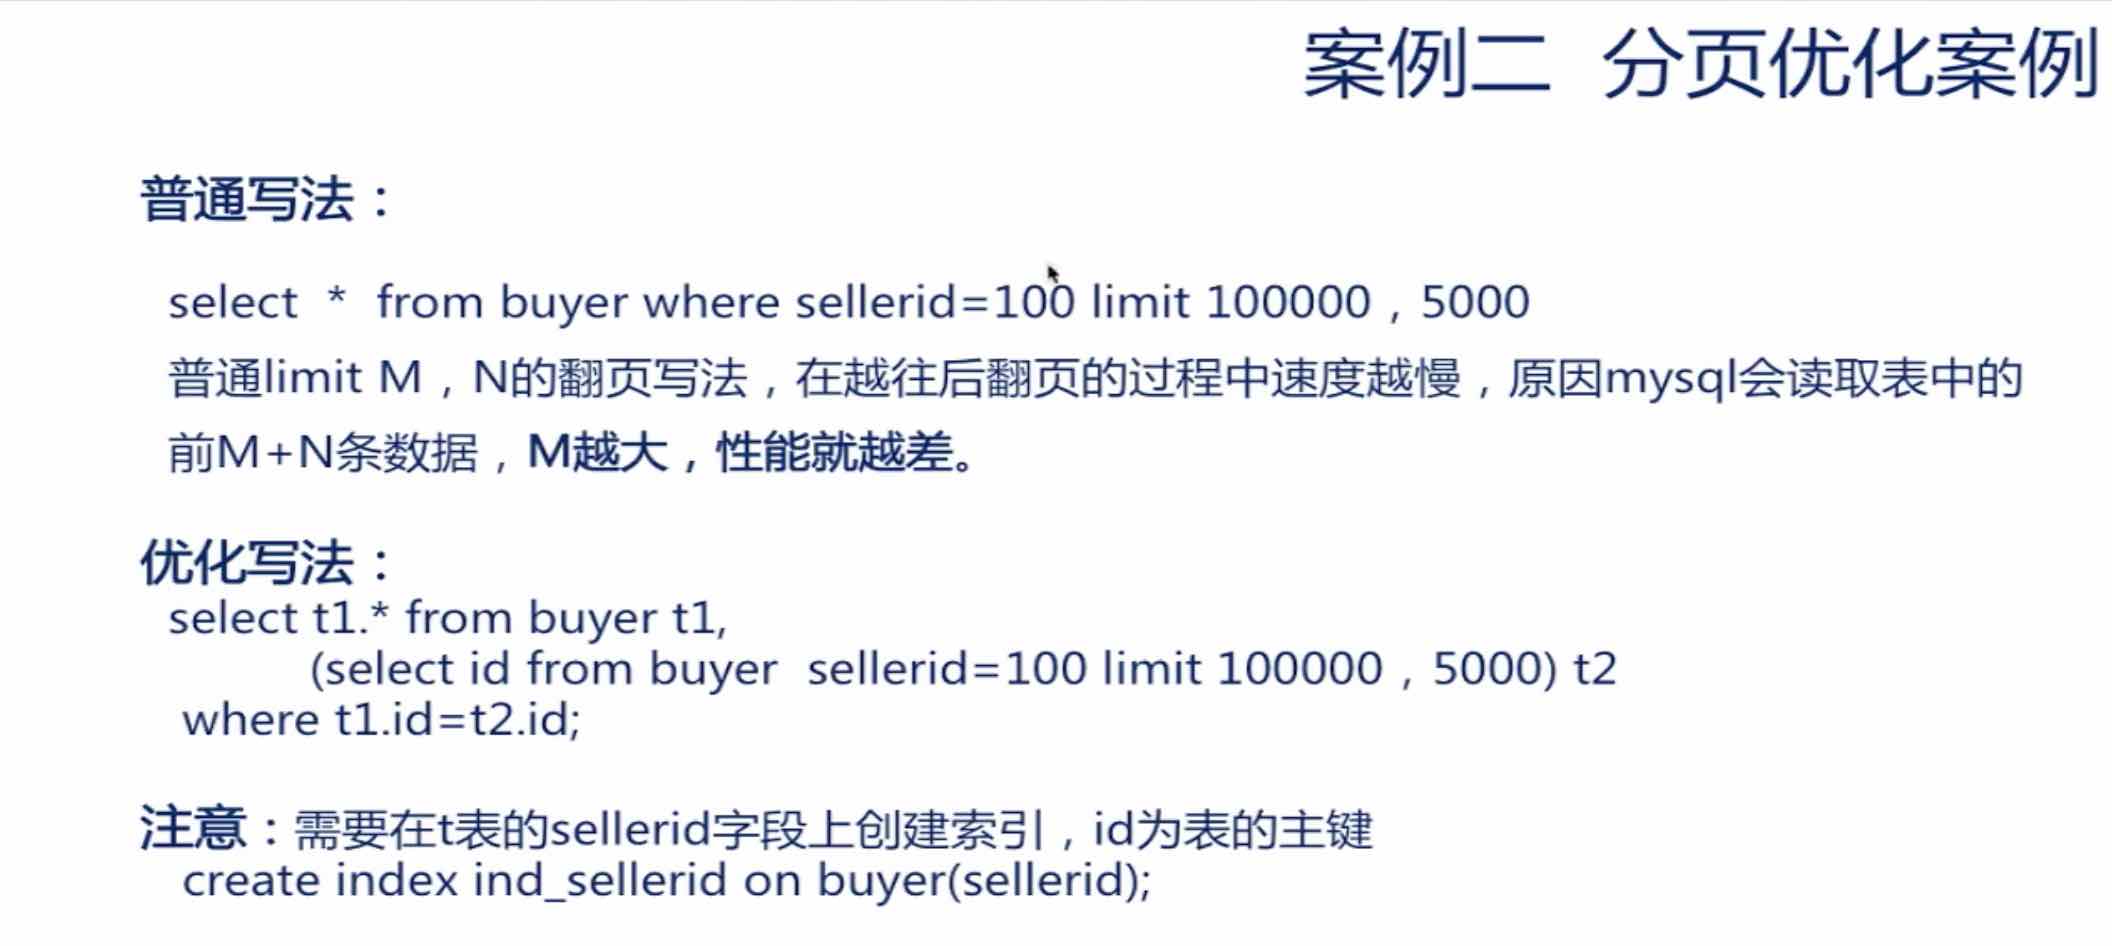 案例二 分页优化案例
普通写法：
select * from buyer where sellerid=100 limit 100000，5000
普通limit M，N的翻页写法，在越往后翻页的过程中速度越慢，原因mysql会读取表中的
前M+N条数据，M越大，性能就越差。
优化写法：
select t1.* from buyer t1,
(select id from buyer sellerid=100 limit 100000，5000) t2
where t1.id=t2.id;
注意：需要在t表的sellerid字段上创建索引，id为表的主键
create index ind_sellerid on buyer(sellerid);